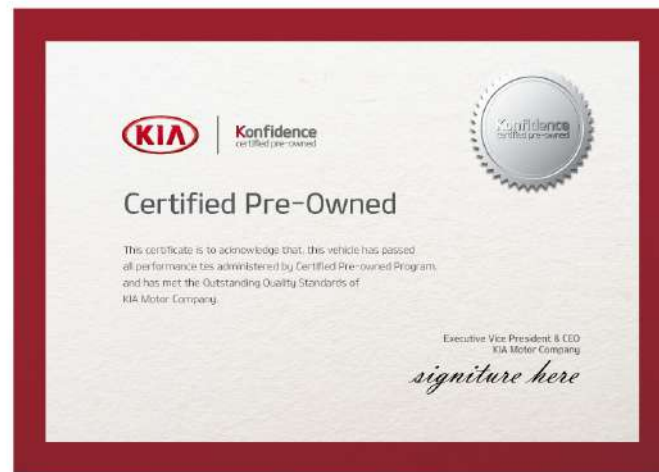 KIA
Konfidence
certified pre-owned
Konfidence
certified pre-owned
Certified Pre-Owned
This certificate is to acknowledge that, this vehicle has passed
all performance tes administered by Certified Pre-owned Program,
and has met the Outstanding Quality Standards of
KIA Motor Company
Executive Vice President & CEO
KIA Motor Company
signiture here